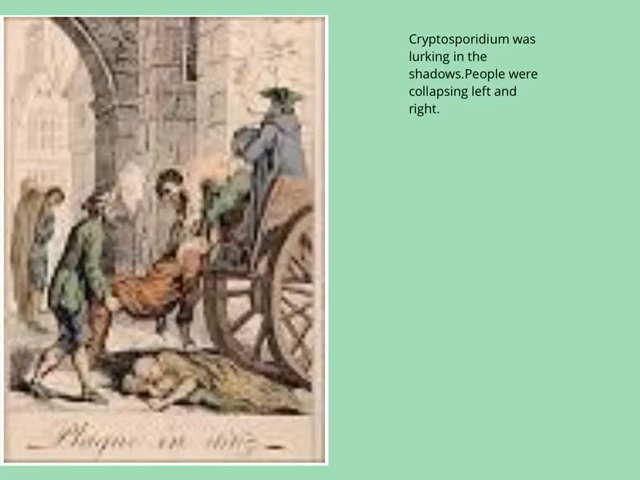 Cryptosporidium was
lurking in the
shadows.People were
collapsing left and
right.
Plague in